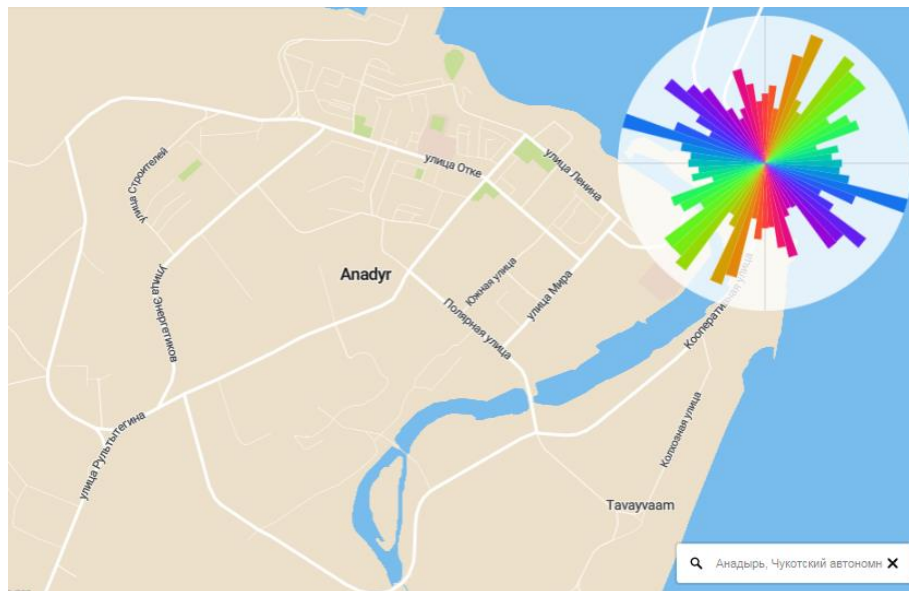 улица Строителей
улица Отке
улица Ленина
Anadyr
Южная улица
улица Мира
улица Энергетиков
Полярная улица
Кооперативная улица
улица Рультытегина
Колхозная улица
Tavayvaam
Анадырь, Чукотский автономн